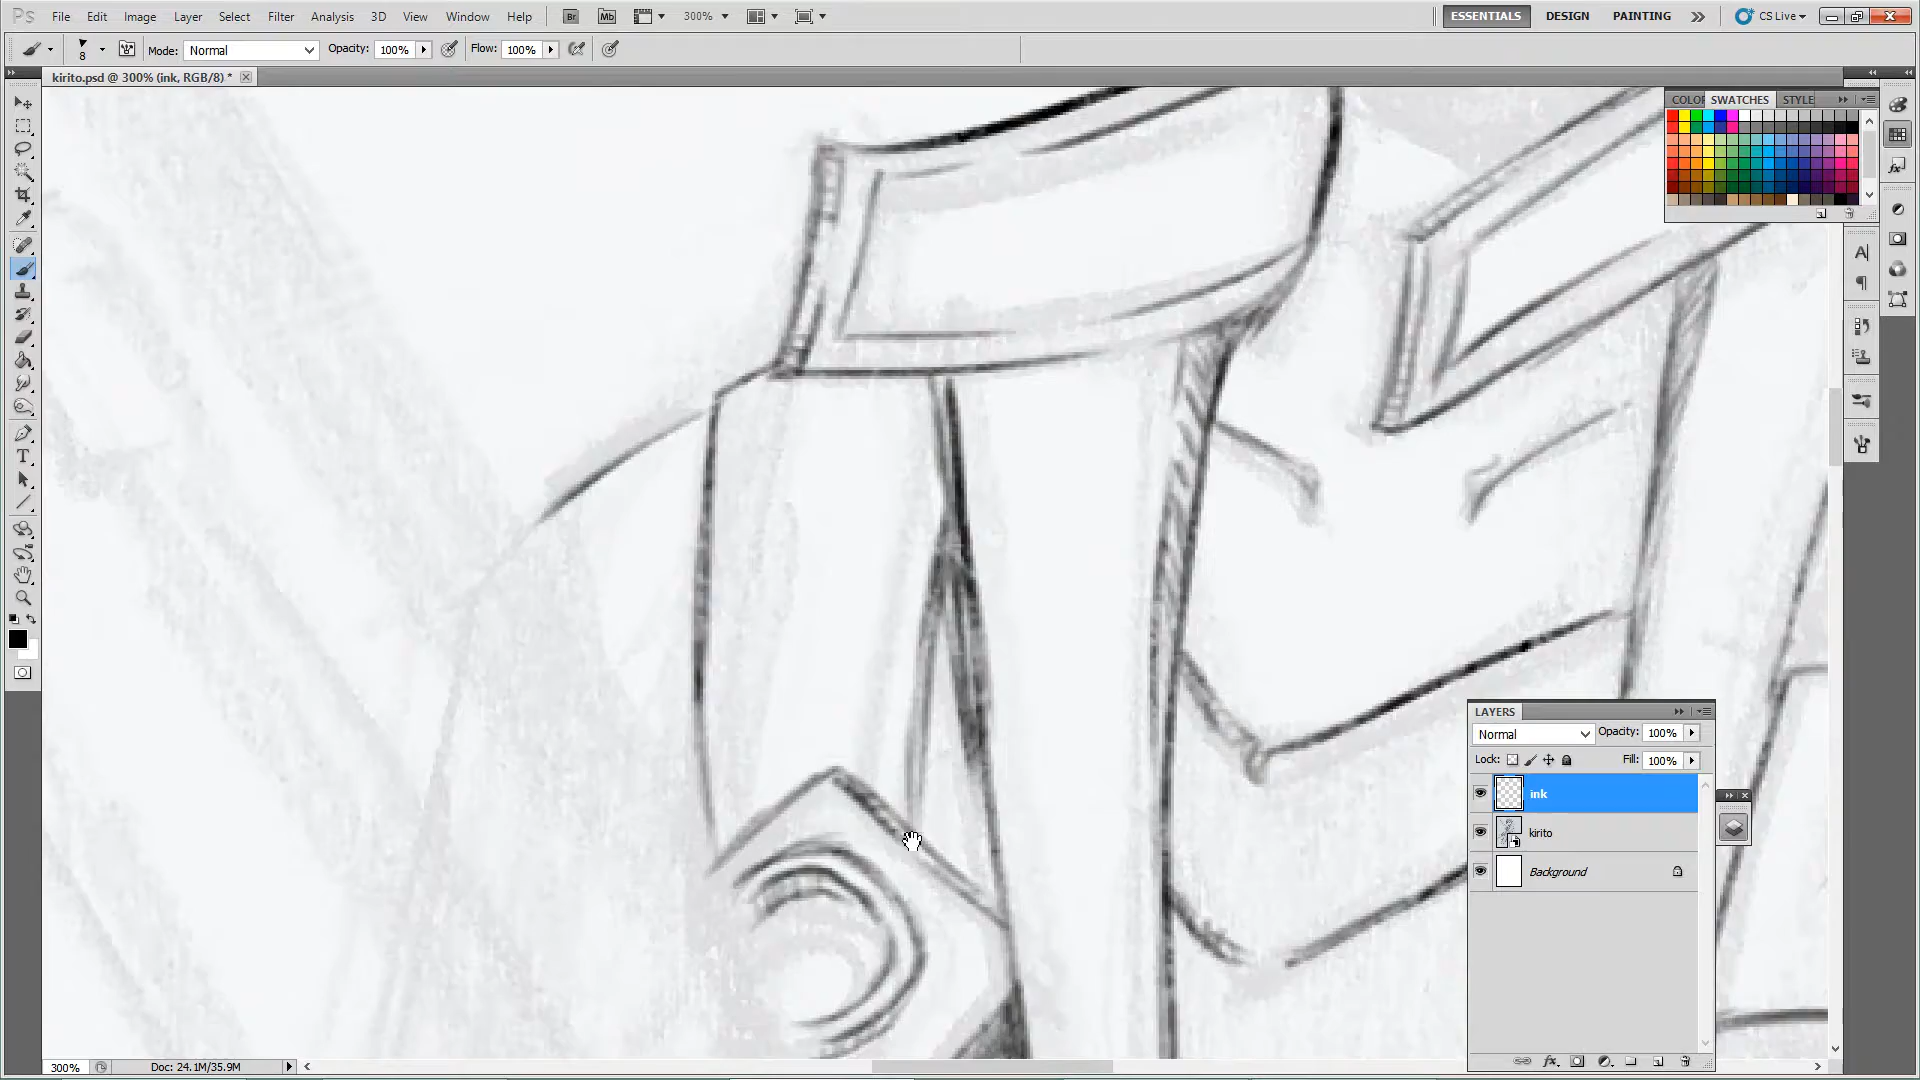 Ps File Edit Image Layer Select Filter Analysis 3D View Window Help Br Mb 300% ESSENTIALS DESIGN PAINTING CS Live
8 Mode: Normal Opacity: 100% Flow: 100%
kirito.psd @ 300% (ink, RGB/8) *
COLOR SWATCHES STYLE
LAYERS
Normal Opacity: 100%
Lock: Fill: 100%
ink
kirito
Background
300% Doc: 24.1M/35.9M